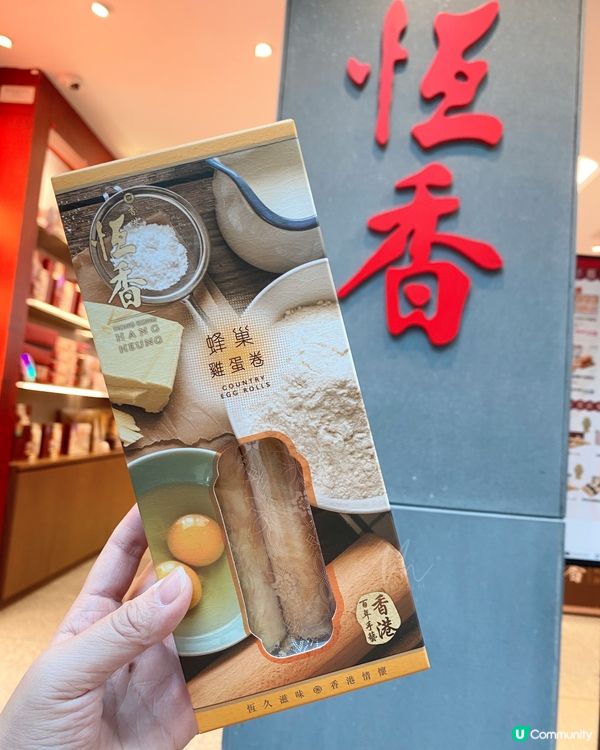 恒香
恒香
HANG
HEUNG
蜂巢
雞蛋卷
COUNTRY
EGG ROLLS
香港
百年手藝
恆久滋味 香港情懷
U Community